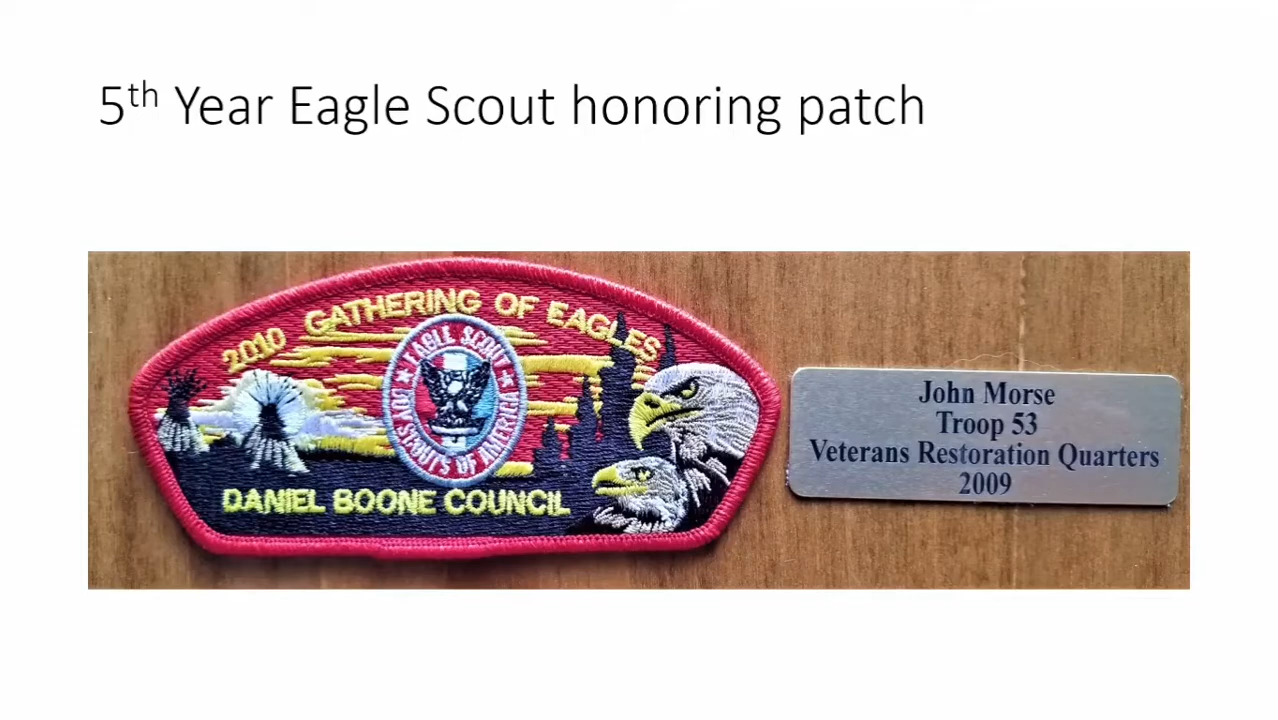 5th Year Eagle Scout honoring patch
2010 GATHERING OF EAGLES
★ EAGLE SCOUT ★
BOY SCOUTS OF AMERICA
DANIEL BOONE COUNCIL
John Morse
Troop 53
Veterans Restoration Quarters
2009